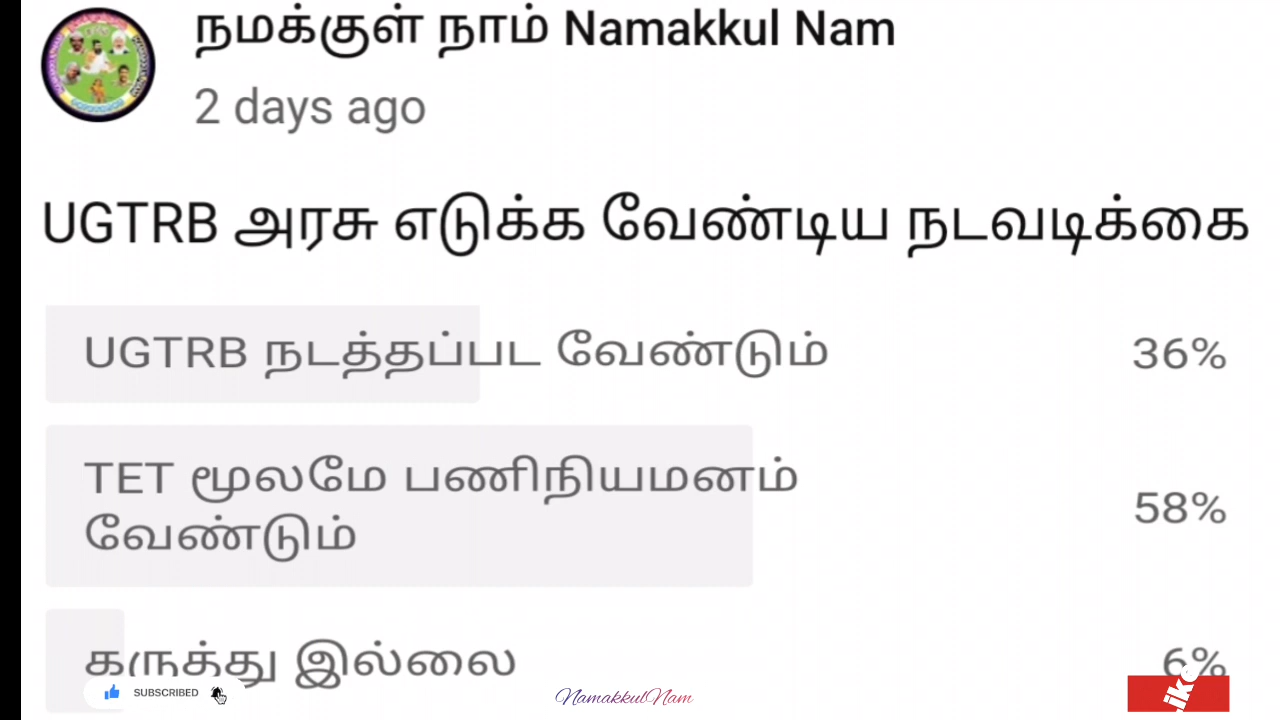 நமக்குள் நாம் Namakkul Nam
2 days ago
UGTRB அரசு எடுக்க வேண்டிய நடவடிக்கை
UGTRB நடத்தப்பட வேண்டும் 36%
TET மூலமே பணிநியமனம்
வேண்டும் 58%
கருத்து இல்லை 6%
SUBSCRIBED NamakkulNam